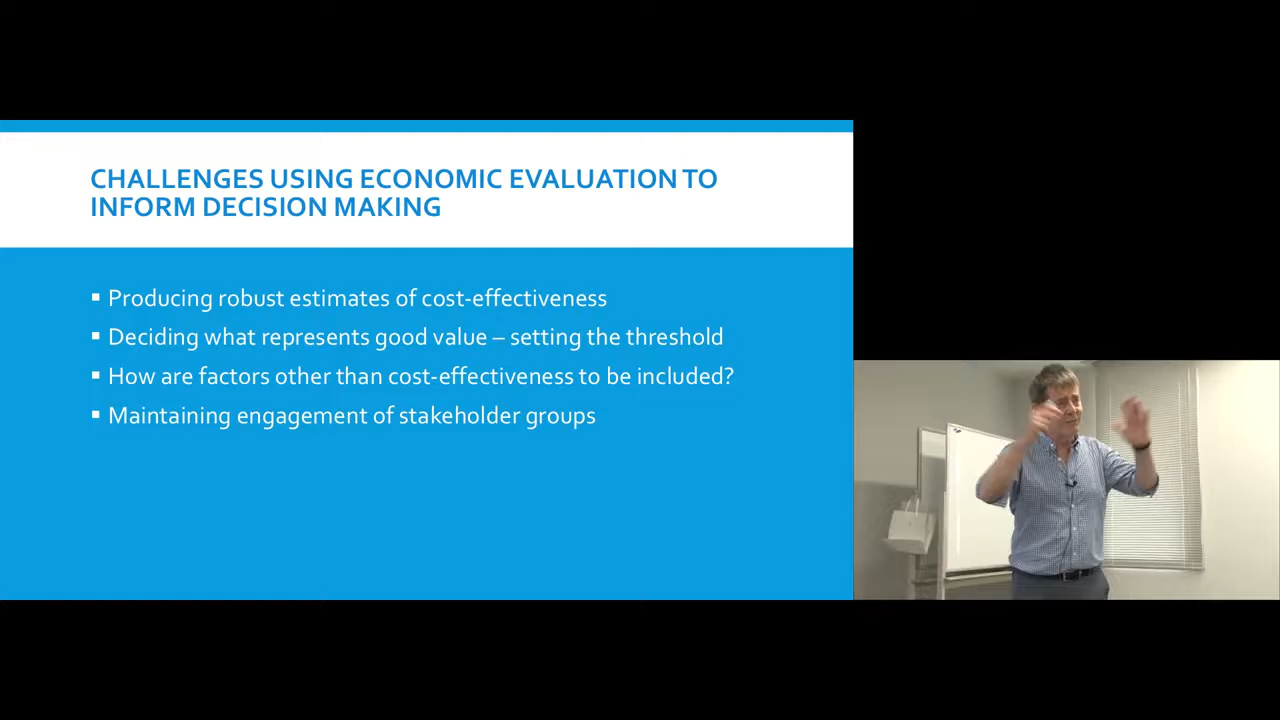 CHALLENGES USING ECONOMIC EVALUATION TO
INFORM DECISION MAKING
▪ Producing robust estimates of cost-effectiveness
▪ Deciding what represents good value – setting the threshold
▪ How are factors other than cost-effectiveness to be included?
▪ Maintaining engagement of stakeholder groups